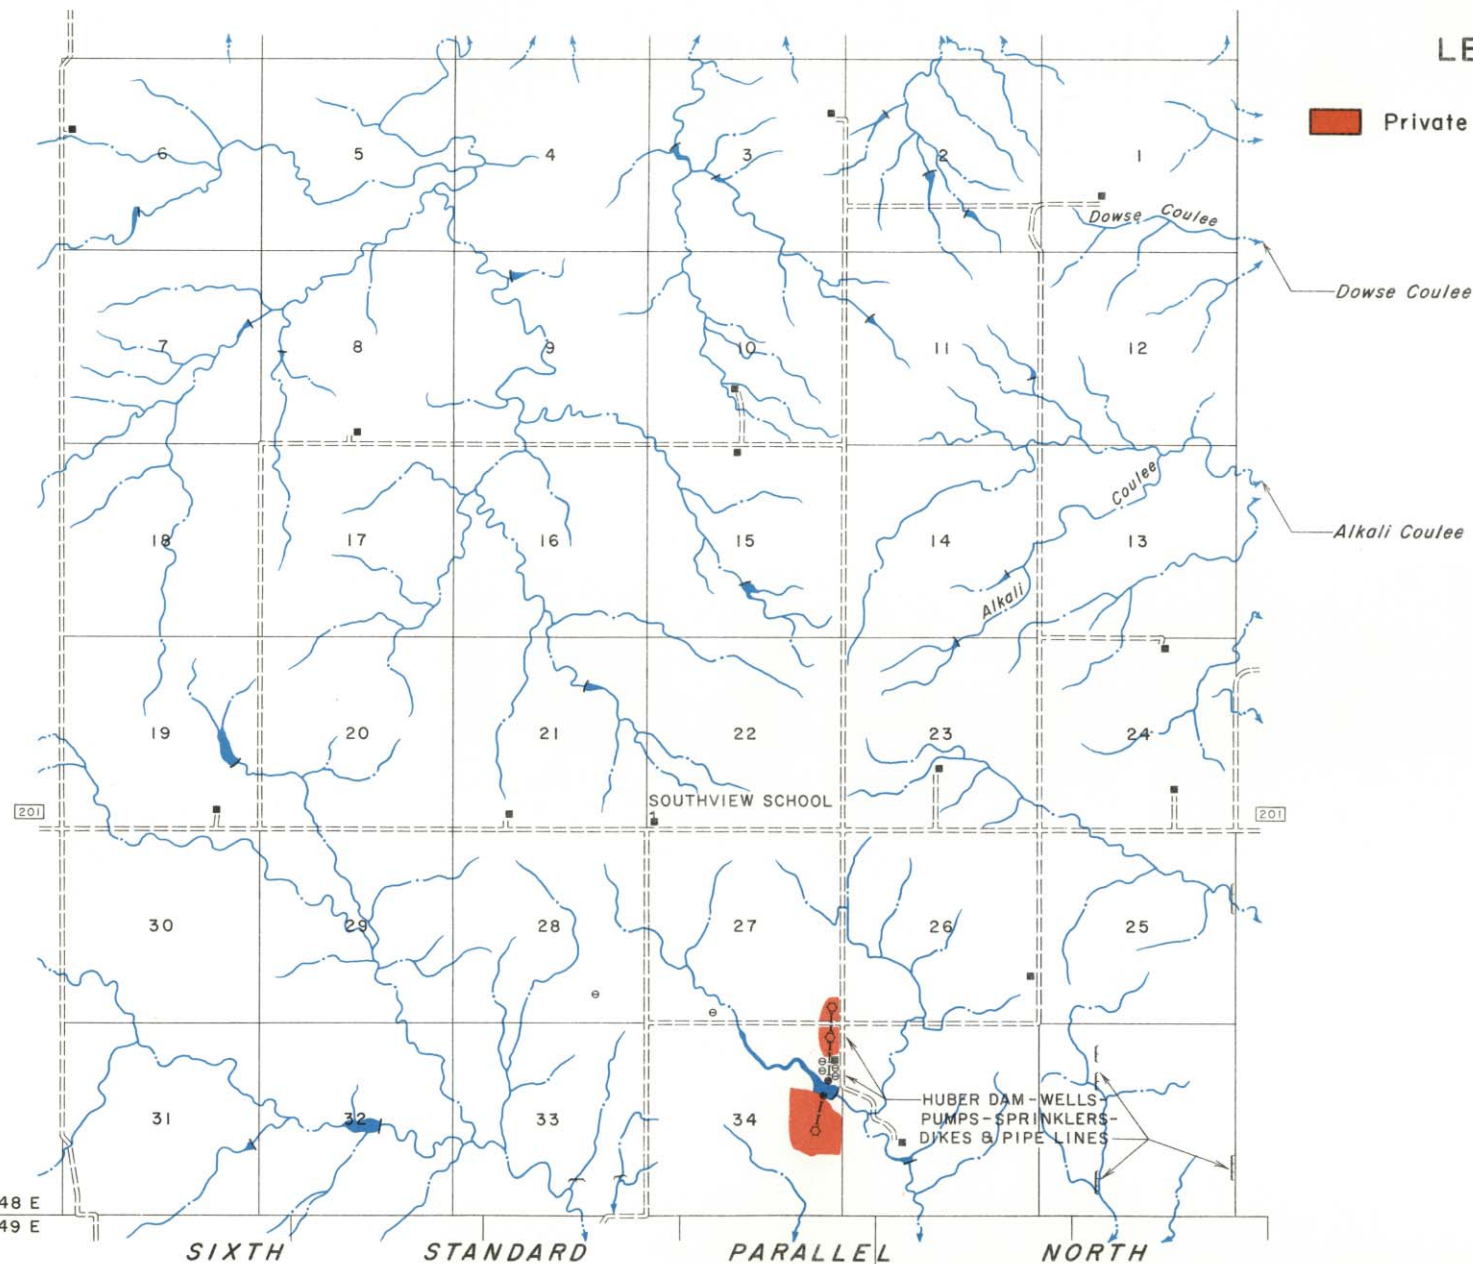 LE
Private
6 5 4 3 2 1
Dowse Coulee
Dowse Coulee
7 8 9 10 11 12
Coulee
Alkali Coulee
18 17 16 15 14 13
Alkali
19 20 21 22 23 24
SOUTHVIEW SCHOOL
201 201
30 29 28 27 26 25
31 32 33 34
HUBER DAM-WELLS-
PUMPS-SPRINKLERS-
DIKES & PIPE LINES
48 E
49 E
SIXTH STANDARD PARALLEL NORTH